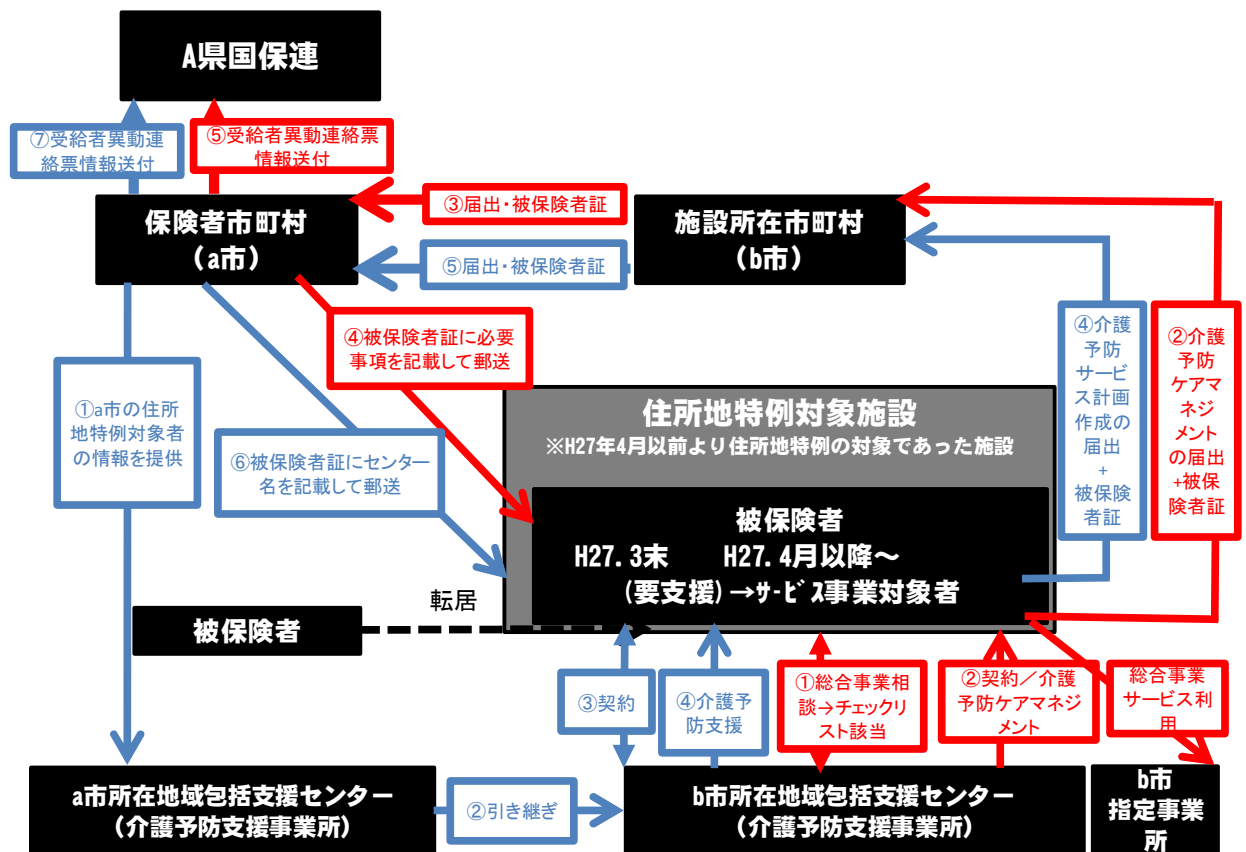 A県国保連
⑦受給者異動連
絡票情報送付
⑤受給者異動連絡票
情報送付
保険者市町村
(a市)
③届出・被保険者証
⑤届出・被保険者証
施設所在市町村
(b市)
①a市の住所
地特例対象者
の情報を提供
④被保険者証に必要
事項を記載して郵送
⑥被保険者証にセンター
名を記載して郵送
④介護
予防
サービ
ス計画
作成の
届出
+
被保険
者証
②介護
予防
ケアマ
ネジ
メント
の届出
+被保
険者証
住所地特例対象施設
※H27年4月以前より住所地特例の対象であった施設
被保険者
H27.3末 H27.4月以降~
(要支援)→ｻｰﾋﾞｽ事業対象者
転居
被保険者
③契約
④介護予
防支援
①総合事業相
談→チェックリ
スト該当
②契約/介護
予防ケアマネジ
メント
総合事業
サービス利
用
a市所在地域包括支援センター
(介護予防支援事業所)
②引き継ぎ
b市所在地域包括支援センター
(介護予防支援事業所)
b市
指定事業
所